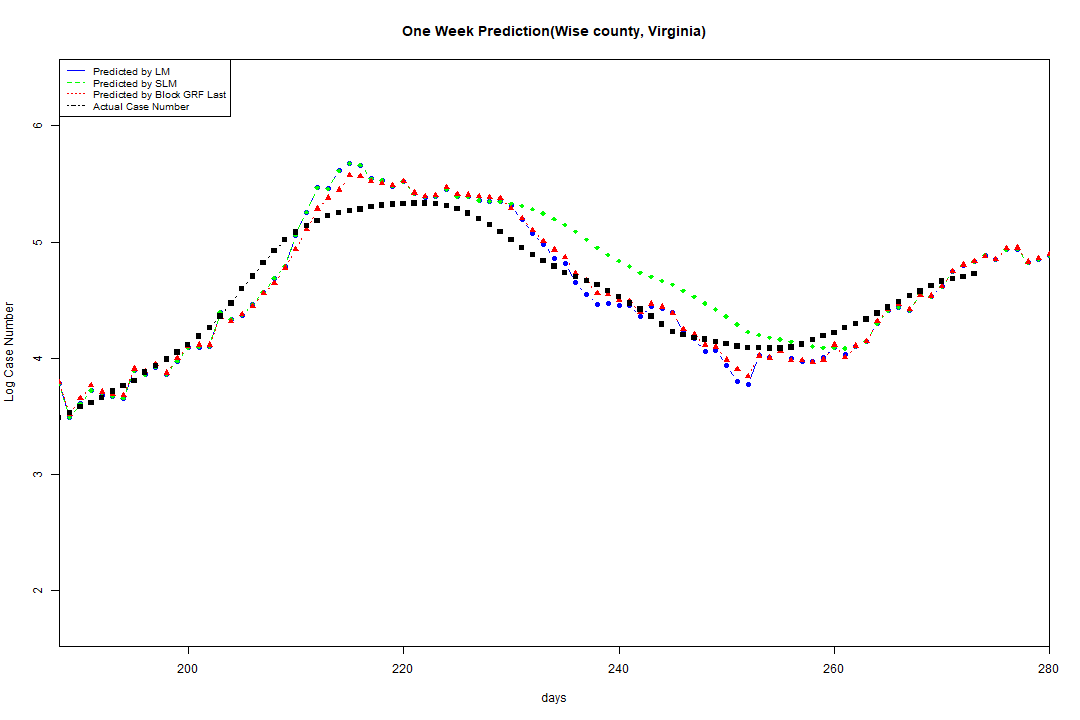 One Week Prediction(Wise county, Virginia)
Predicted by LM
Predicted by SLM
Predicted by Block GRF Last
Actual Case Number
6
5
4
3
2
Log Case Number
200 220 240 260 280
days